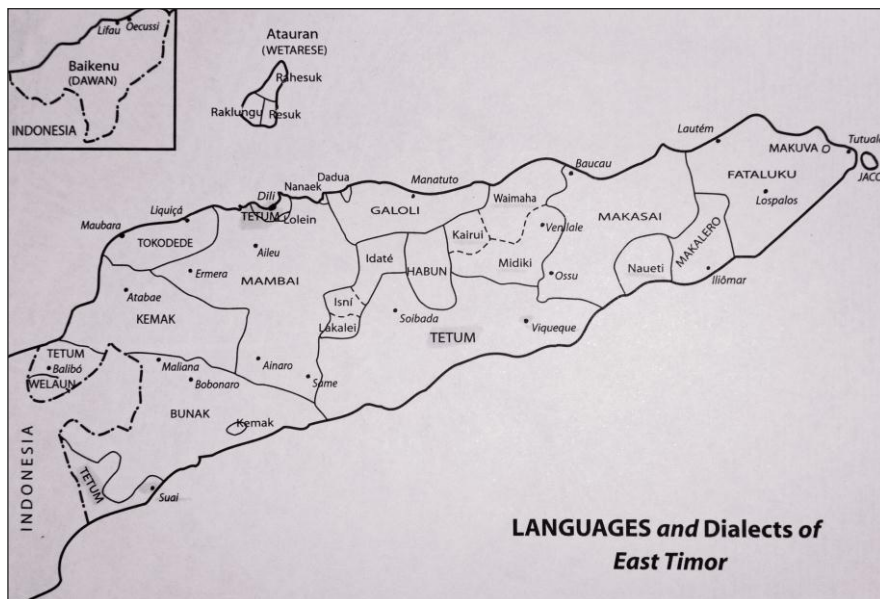 Lifau Oecussi
Baikenu
(DAWAN)
INDONESIA
Atauran
(WETARESE)
Rahesuk
Raklungu
Resuk
Lautém
MAKUVA
Tutuala
JACO
FATALUKU
Lospalos
Baucau
Dadua
Manatuto
Nanaek
Dili
TETUM
Lolein
GALOLI
Waimaha
MAKASAI
Liquiçá
Maubara
TOKODEDE
Kairui
Venilale
MAKALERO
Aileu
Idaté
HABUN
Midiki
Naueti
Iliômar
Ermera
MAMBAI
Ossu
Atabae
Isní
Soibada
KEMAK
Lakalei
TETUM
Viqueque
TETUM
Balibó
WELAUN
Maliana
Bobonaro
Ainaro
Same
BUNAK
Kemak
INDONESIA
TETUM
Suai
LANGUAGES and Dialects of
East Timor